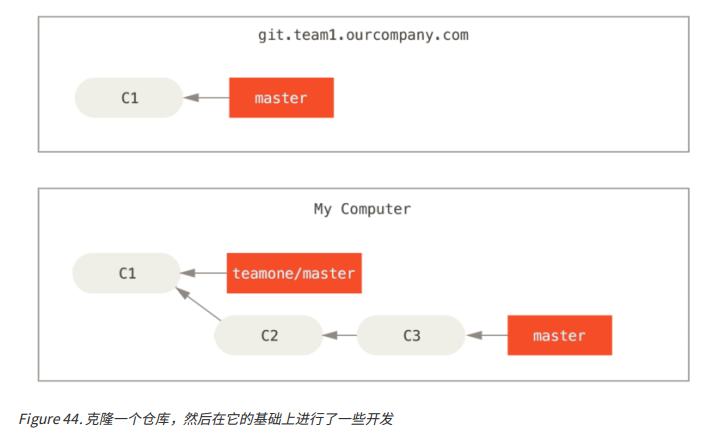 git.team1.ourcompany.com
C1
master
My Computer
C1
teamone/master
C2
C3
master
Figure 44. 克隆一个仓库，然后在它的基础上进行了一些开发